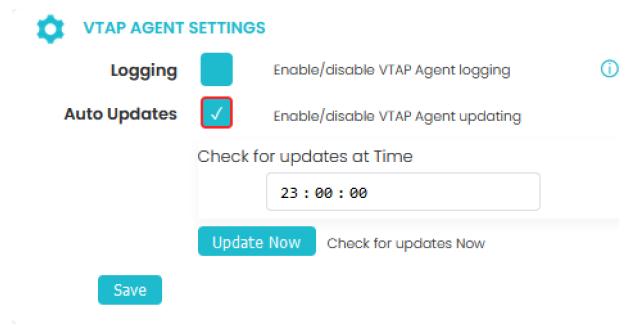 VTAP AGENT SETTINGS
Logging Enable/disable VTAP Agent logging
Auto Updates Enable/disable VTAP Agent updating
Check for updates at Time
23 : 00 : 00
Update Now Check for updates Now
Save